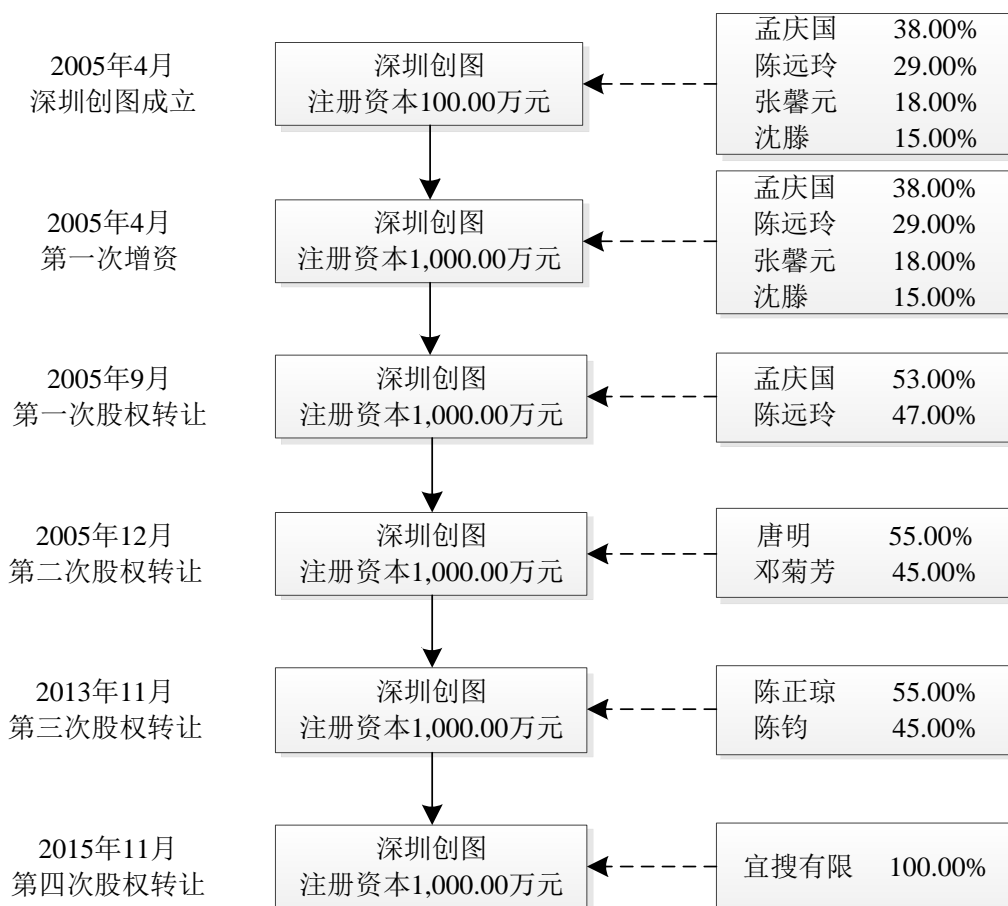 2005年4月
深圳创图成立
深圳创图
注册资本100.00万元
孟庆国 38.00%
陈远玲 29.00%
张馨元 18.00%
沈滕 15.00%
2005年4月
第一次增资
深圳创图
注册资本1,000.00万元
孟庆国 38.00%
陈远玲 29.00%
张馨元 18.00%
沈滕 15.00%
2005年9月
第一次股权转让
深圳创图
注册资本1,000.00万元
孟庆国 53.00%
陈远玲 47.00%
2005年12月
第二次股权转让
深圳创图
注册资本1,000.00万元
唐明 55.00%
邓菊芳 45.00%
2013年11月
第三次股权转让
深圳创图
注册资本1,000.00万元
陈正琼 55.00%
陈钧 45.00%
2015年11月
第四次股权转让
深圳创图
注册资本1,000.00万元
宜搜有限 100.00%